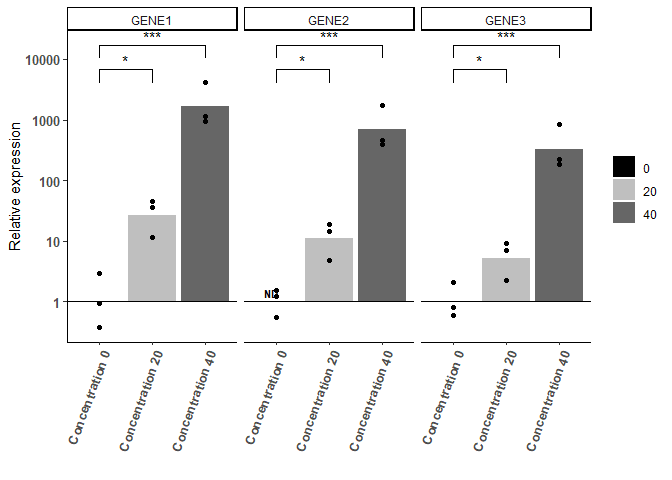 GENE1 GENE2 GENE3
*** *** ***
* * *
10000
1000
100
10
1
ND
Relative expression
0
20
40
Concentration 0 Concentration 20 Concentration 40 Concentration 0 Concentration 20 Concentration 40 Concentration 0 Concentration 20 Concentration 40